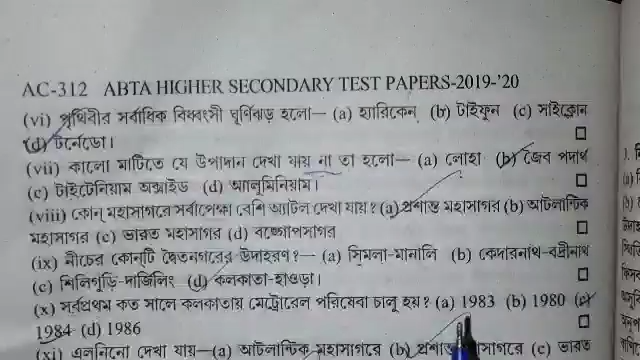 AC-312 ABTA HIGHER SECONDARY TEST PAPERS-2019-'20
(vi) পৃথিবীর সর্বাধিক বিধ্বংসী ঘূর্ণিঝড় হলো— (a) হ্যারিকেন (b) টাইফুন (c) সাইক্লোন
(d) টর্নেডো।
(vii) কালো মাটিতে যে উপাদান দেখা যায় না তা হলো— (a) লোহা (b) জৈব পদার্থ
(c) টাইটেনিয়াম অক্সাইড (d) অ্যালুমিনিয়াম।
(viii) কোন্ মহাসাগরে সর্বাপেক্ষা বেশি অ্যাটল দেখা যায়? (a) প্রশান্ত মহাসাগর (b) আটলান্টিক
মহাসাগর (c) ভারত মহাসাগর (d) বঙ্গোপসাগর
(ix) নীচের কোনটি দ্বৈতনগরের উদাহরণ?— (a) সিমলা-মানালি (b) কেদারনাথ-বদ্রীনাথ
(c) শিলিগুড়ি-দার্জিলিং (d) কলকাতা-হাওড়া।
(x) সর্বপ্রথম কত সালে কলকাতায় মেট্রোরেল পরিষেবা চালু হয়? (a) 1983 (b) 1980 (c)
1984 (d) 1986
(xi) এলনিনো দেখা যায়— (a) আটলান্টিক মহাসাগরে (b) প্রশান্ত মহাসাগরে (c) ভারত